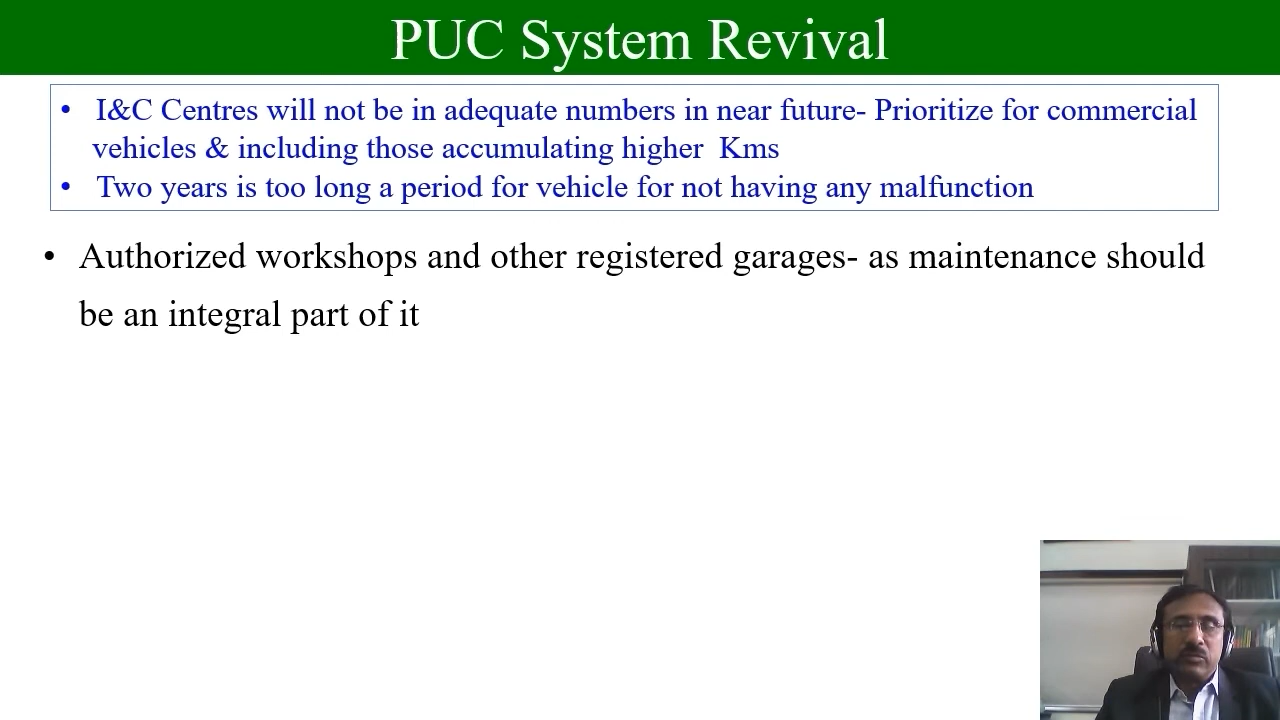 PUC System Revival
• I&C Centres will not be in adequate numbers in near future- Prioritize for commercial
vehicles & including those accumulating higher Kms
• Two years is too long a period for vehicle for not having any malfunction
• Authorized workshops and other registered garages- as maintenance should
be an integral part of it